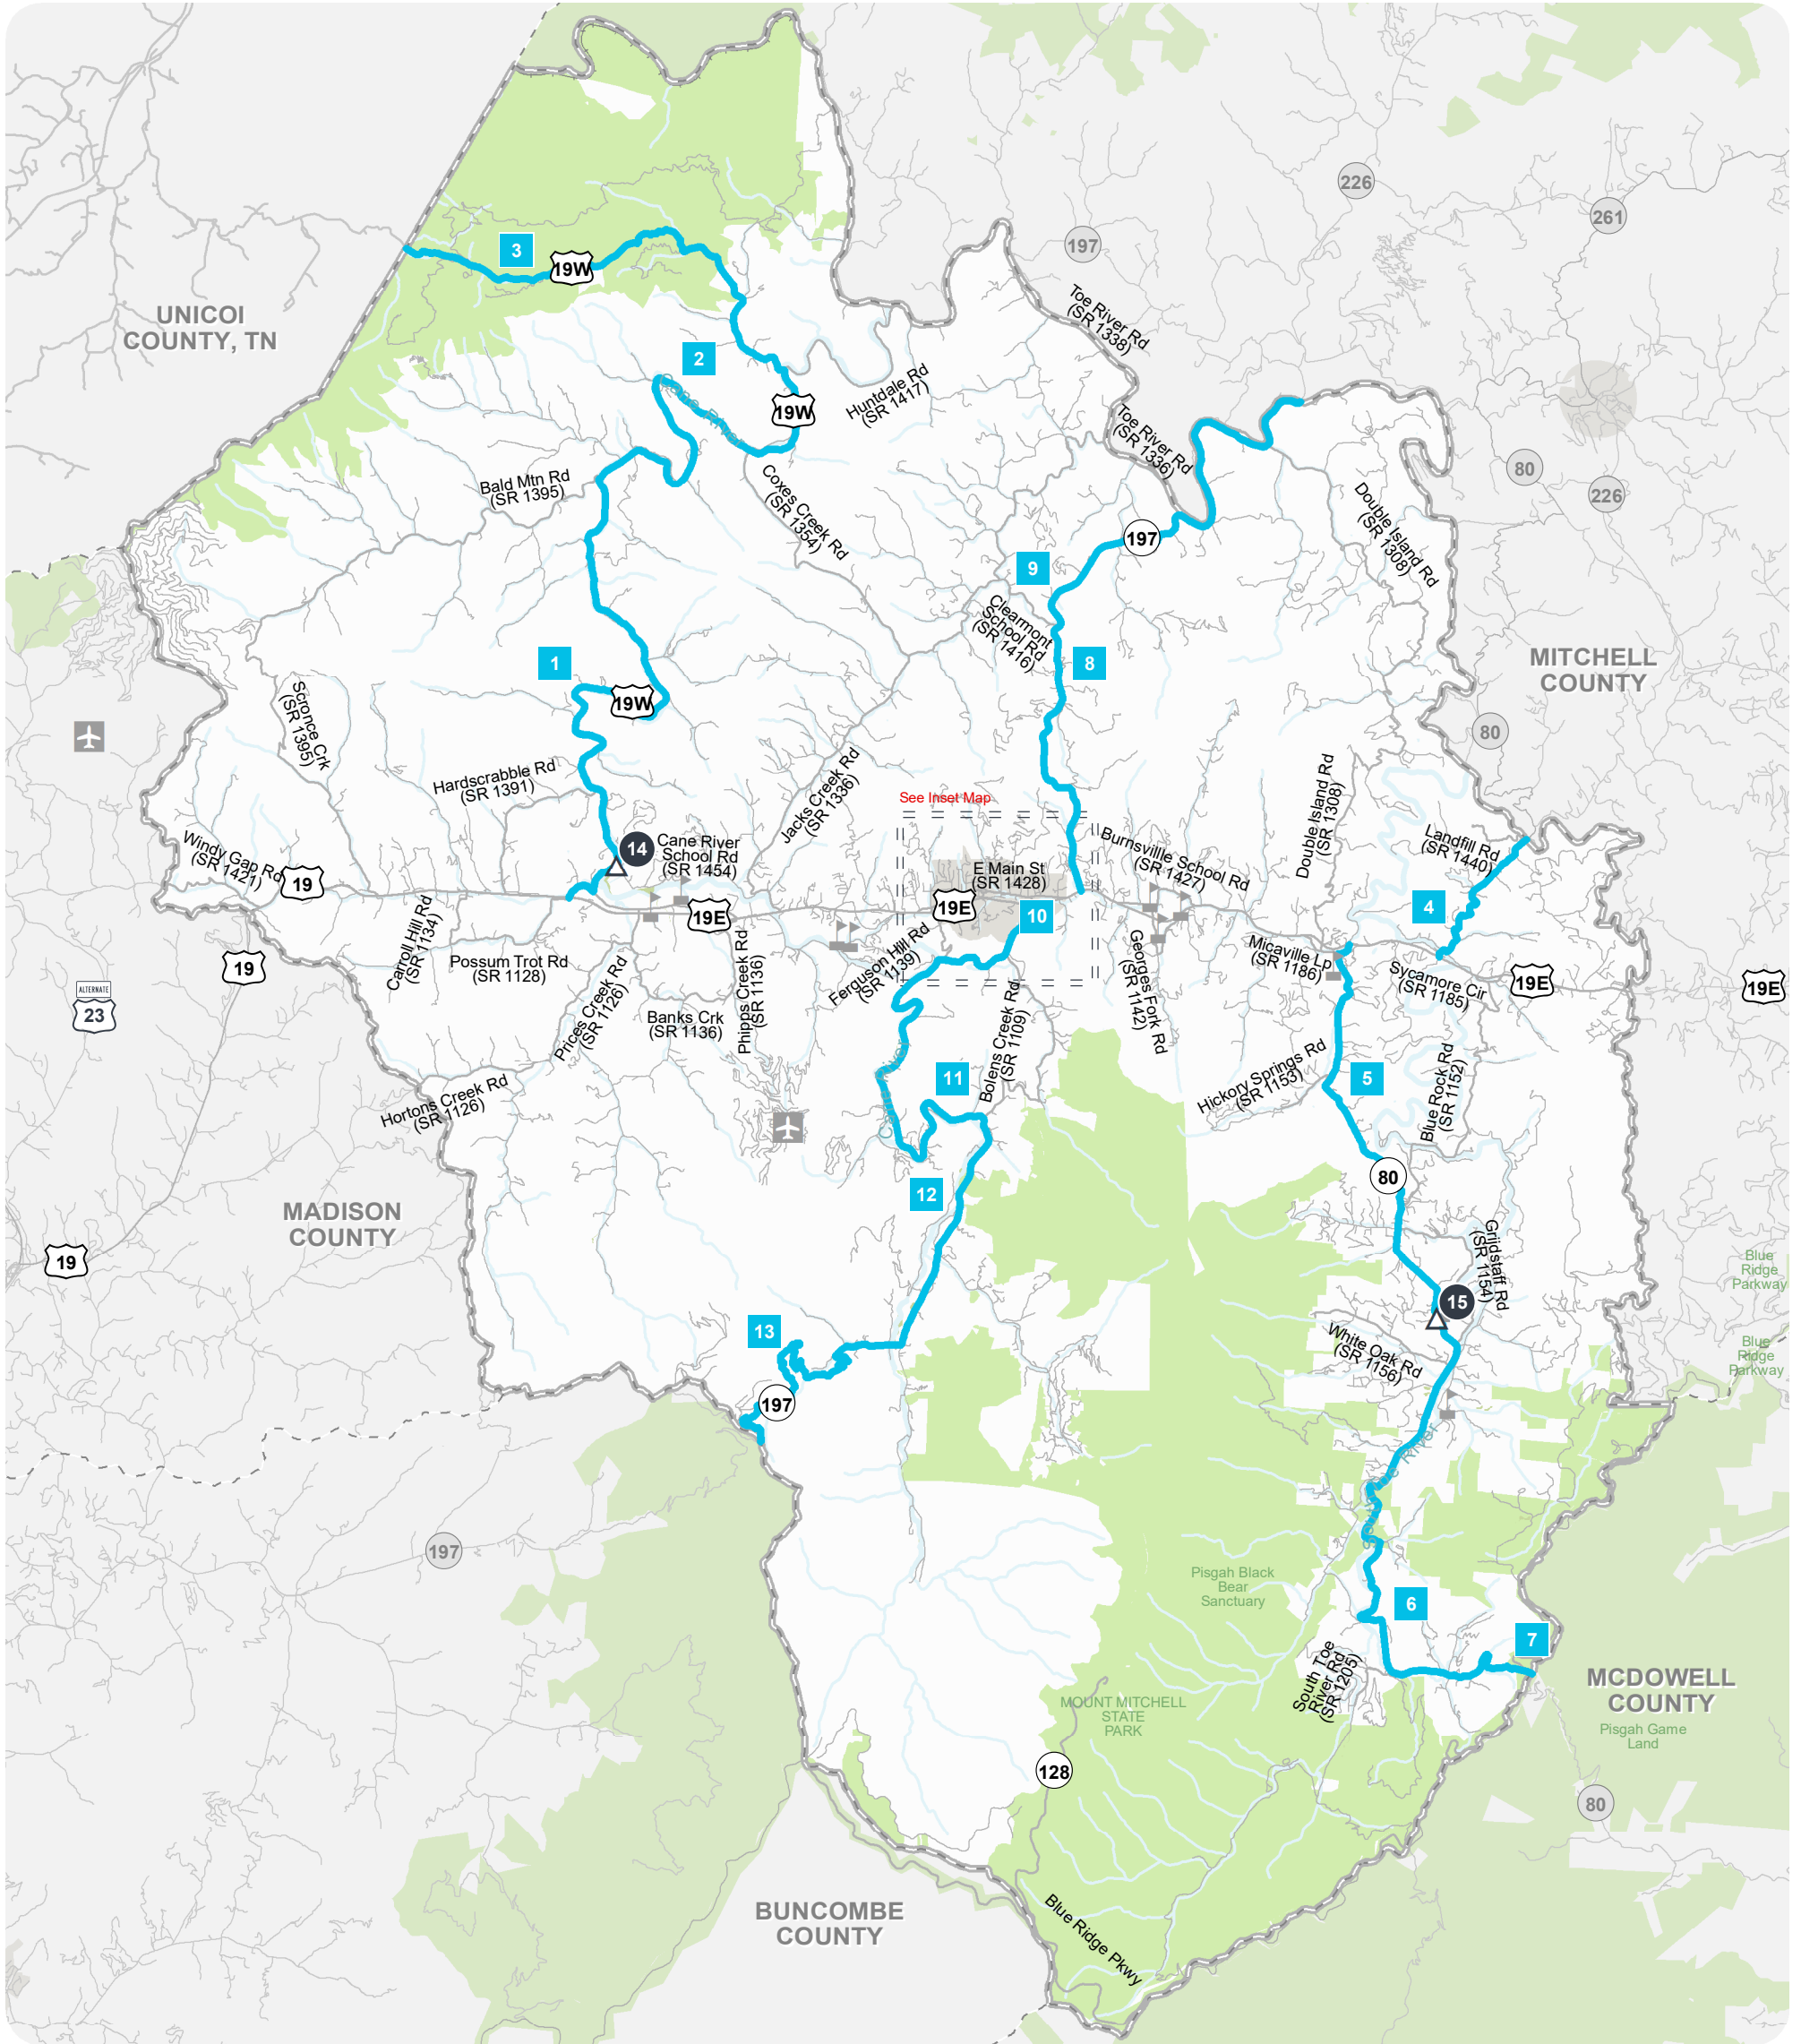 226
261
197
3
19W
UNICOI
COUNTY, TN
Toe River Rd
(SR 1338)
2
Cane River
19W
Huntdale Rd
(SR 1417)
Toe River Rd
(SR 1336)
80
226
Bald Mtn Rd
(SR 1395)
Coxes Creek Rd
(SR 1354)
Double Island Rd
(SR 1308)
197
9
Clearmont
School Rd
(SR 1416)
1
8
MITCHELL
COUNTY
19W
Scronce Crk
(SR 1395)
80
Hardscrabble Rd
(SR 1391)
Jacks Creek Rd
(SR 1336)
See Inset Map
Double Island Rd
(SR 1308)
Windy Gap Rd
(SR 1421)
19
14
Cane River
School Rd
(SR 1454)
E Main St
(SR 1428)
Burnsville School Rd
(SR 1427)
Landfill Rd
(SR 1440)
19E
19E
10
4
Carroll Hill Rd
(SR 1134)
Possum Trot Rd
(SR 1128)
19
Prices Creek Rd
(SR 1126)
Phipps Creek Rd
(SR 1136)
Ferguson Hill Rd
(SR 1139)
Georges Fork Rd
(SR 1142)
Micaville Lp
(SR 1186)
Sycamore Cir
(SR 1185)
19E
19E
ALTERNATE
23
Banks Crk
(SR 1136)
Bolens Creek Rd
(SR 1109)
Hortons Creek Rd
(SR 1126)
Cane River
11
Hickory Springs Rd
(SR 1153)
5
Blue Rock Rd
(SR 1152)
12
80
MADISON
COUNTY
19
Grindstaff Rd
(SR 1154)
Blue
Ridge
Parkway
15
13
White Oak Rd
(SR 1156)
Blue
Ridge
Parkway
197
197
Pisgah Black
Bear
Sanctuary
6
7
South Toe
River Rd
(SR 1205)
MCDOWELL
COUNTY
Pisgah Game
Land
MOUNT MITCHELL
STATE
PARK
128
80
BUNCOMBE
COUNTY
Blue Ridge Pkwy